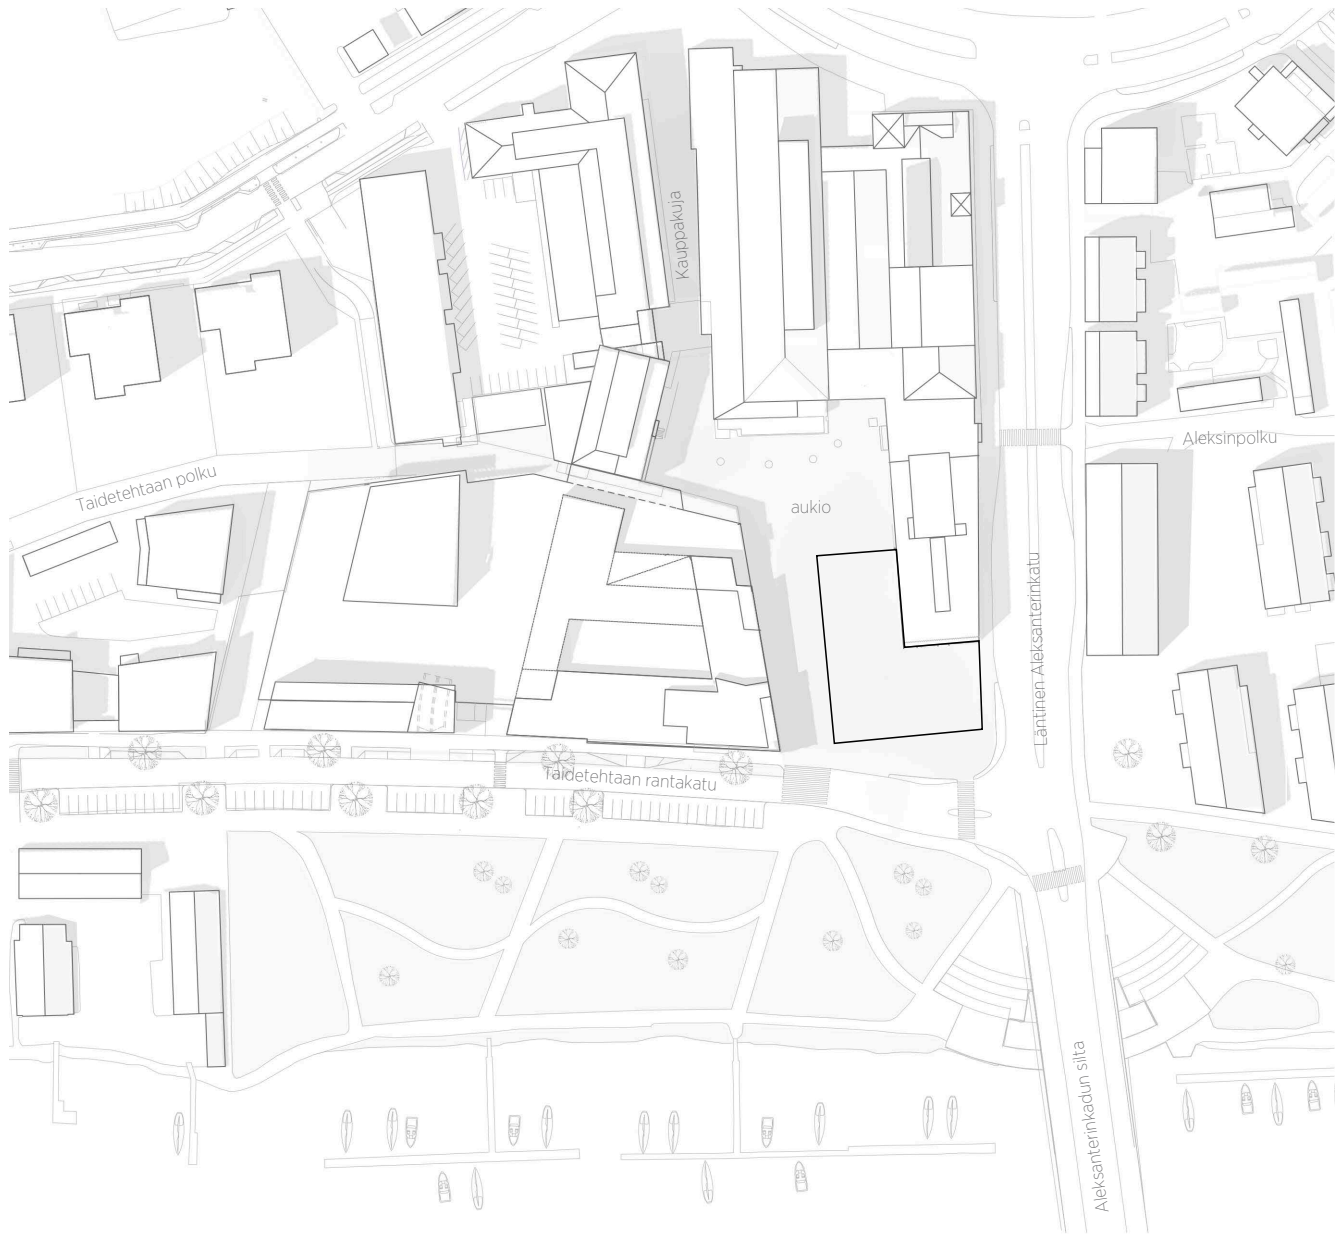 Kauppakuja
Aleksinpolku
Taidetehtaan polku
aukio
Läntinen Aleksanterinkatu
Taidetehtaan rantakatu
Aleksanterinkadun silta